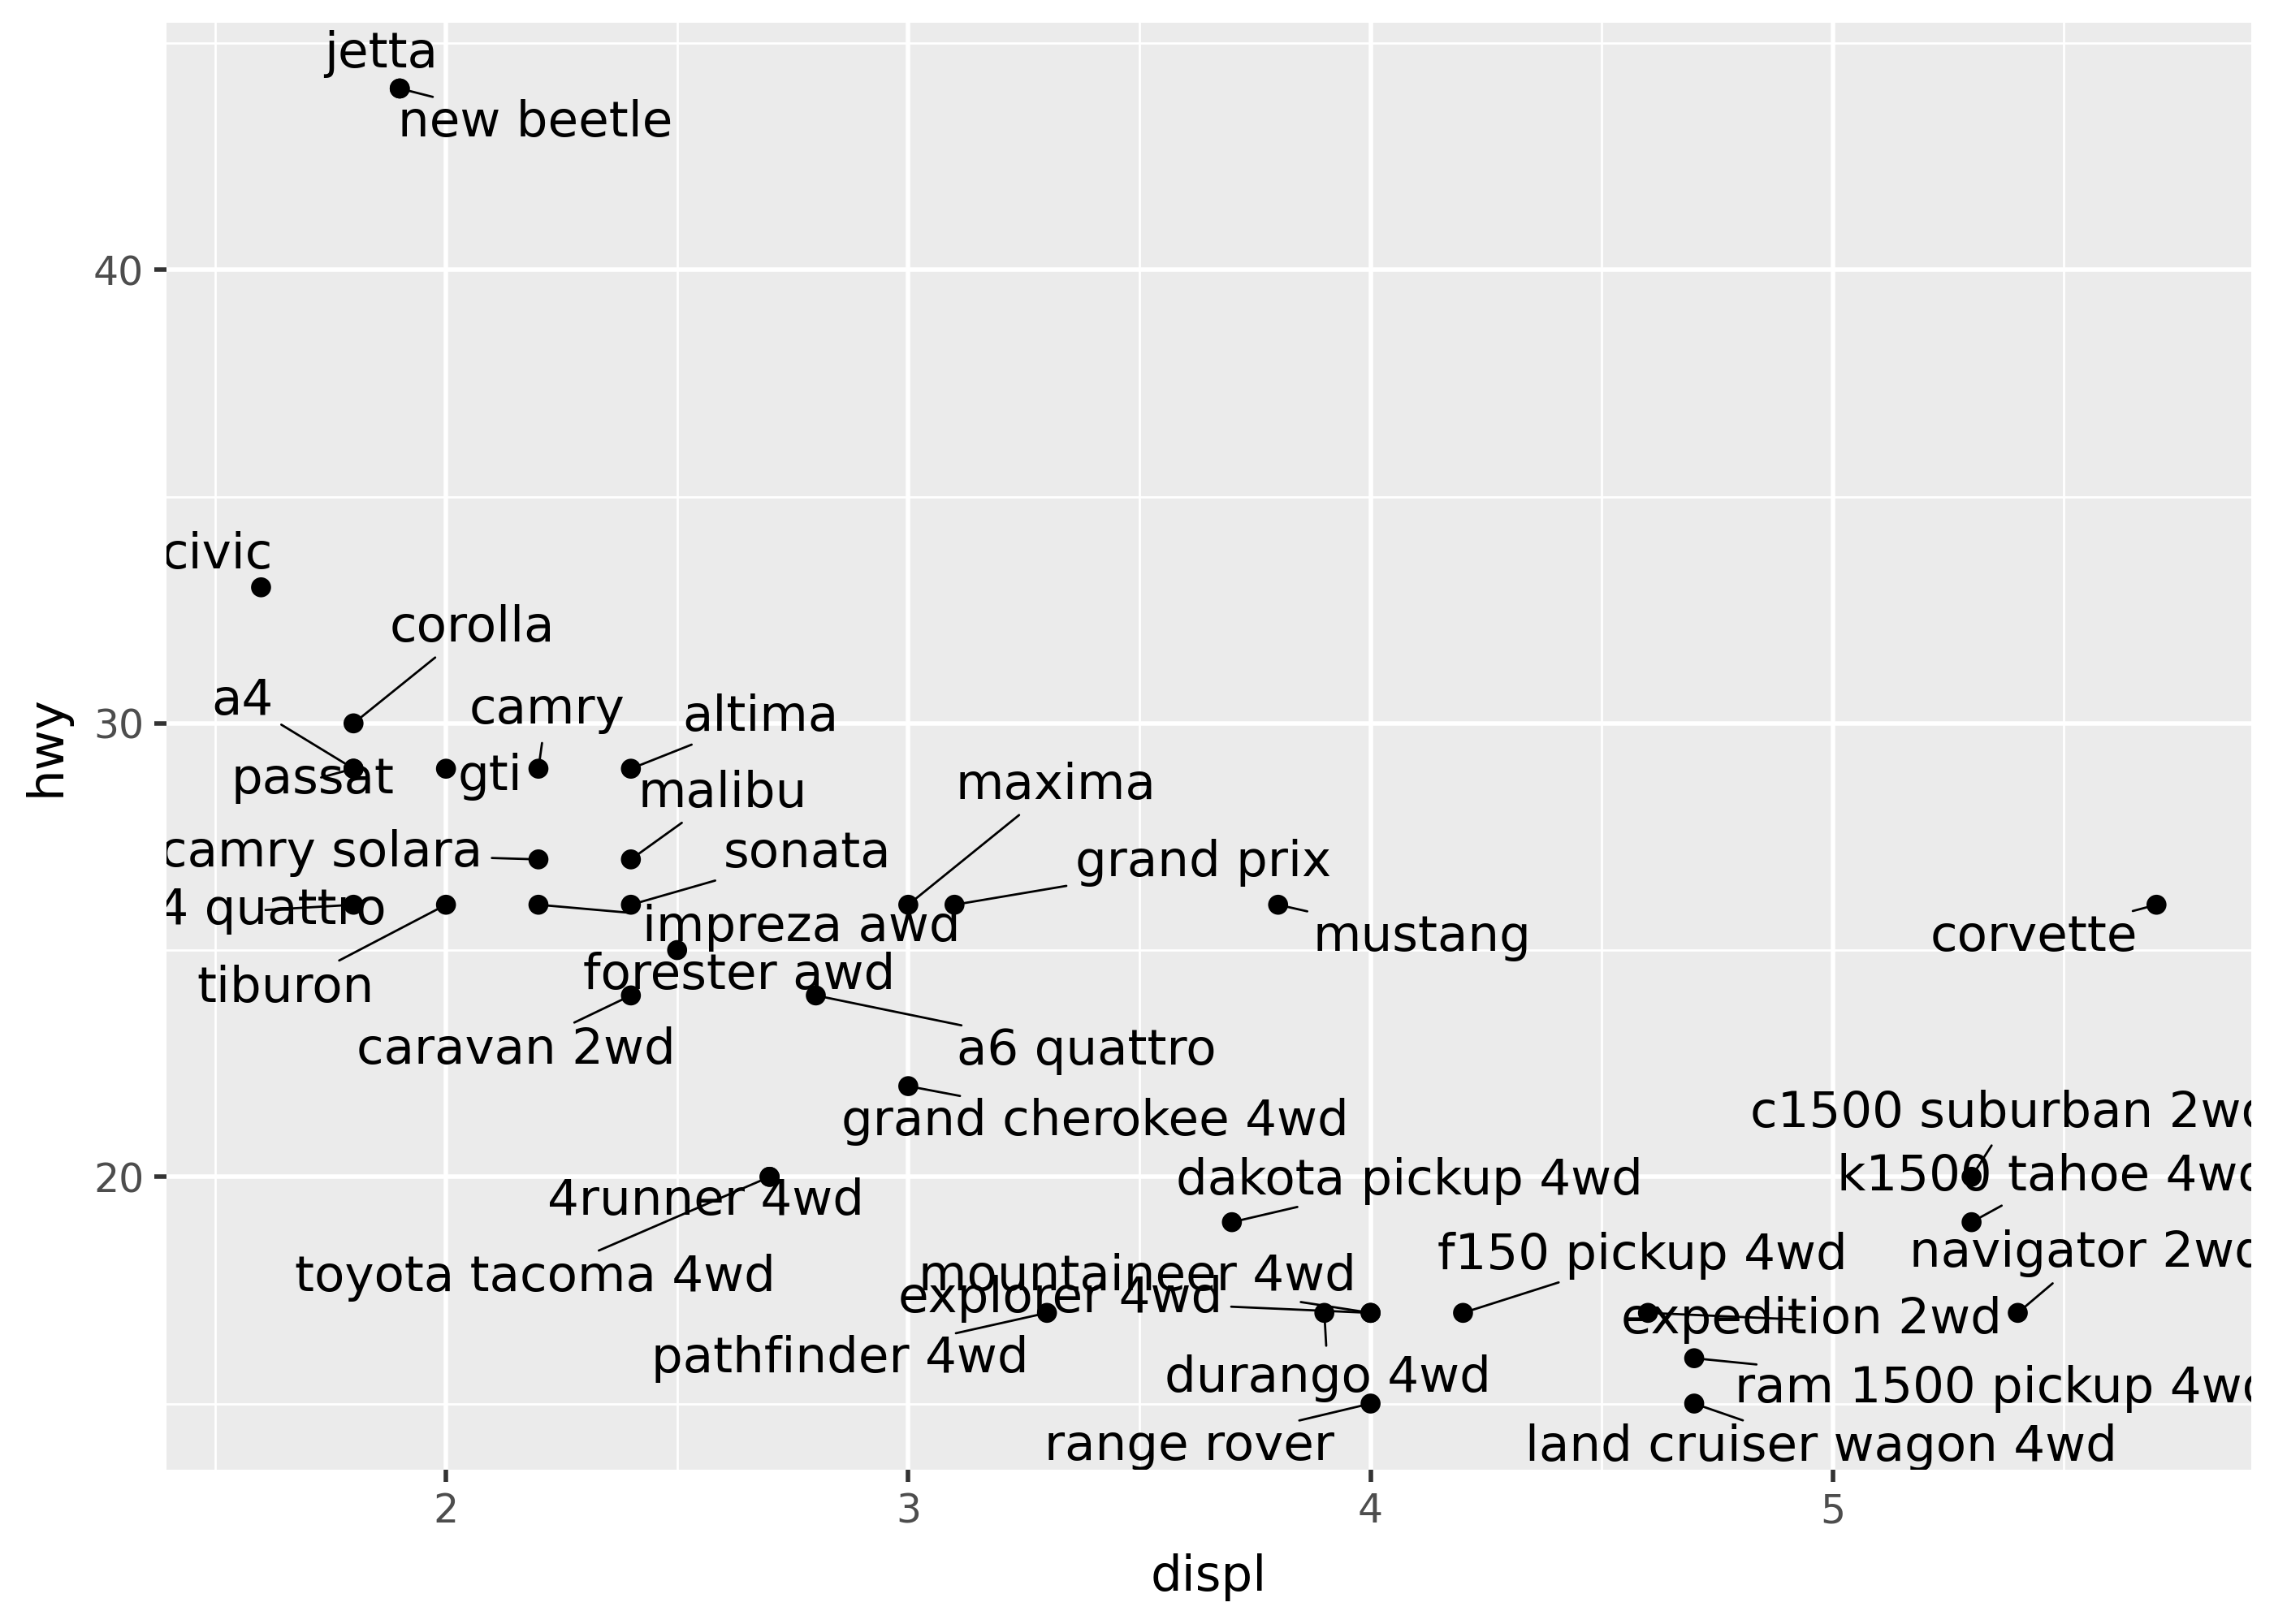 jetta
new beetle
40
civic
corolla
a4
camry
altima
30
passat
gti
malibu
maxima
camry solara
sonata
grand prix
4 quattro
impreza awd
mustang
corvette
tiburon
forester awd
caravan 2wd
a6 quattro
grand cherokee 4wd
c1500 suburban 2wd
20
4runner 4wd
dakota pickup 4wd
k1500 tahoe 4wd
toyota tacoma 4wd
mountaineer 4wd
f150 pickup 4wd
navigator 2wd
explorer 4wd
expedition 2wd
pathfinder 4wd
durango 4wd
ram 1500 pickup 4wd
range rover
land cruiser wagon 4wd
2 3 4 5
displ
hwy